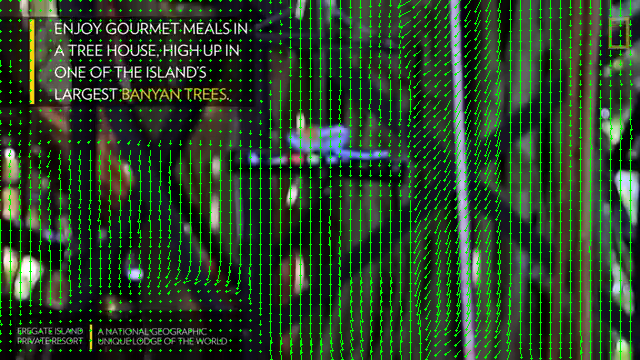 ENJOY GOURMET MEALS IN
A TREE HOUSE, HIGH UP IN
ONE OF THE ISLAND'S
LARGEST BANYAN TREES.
FREGATE ISLAND
PRIVATE RESORT
A NATIONAL GEOGRAPHIC
UNIQUE LODGE OF THE WORLD